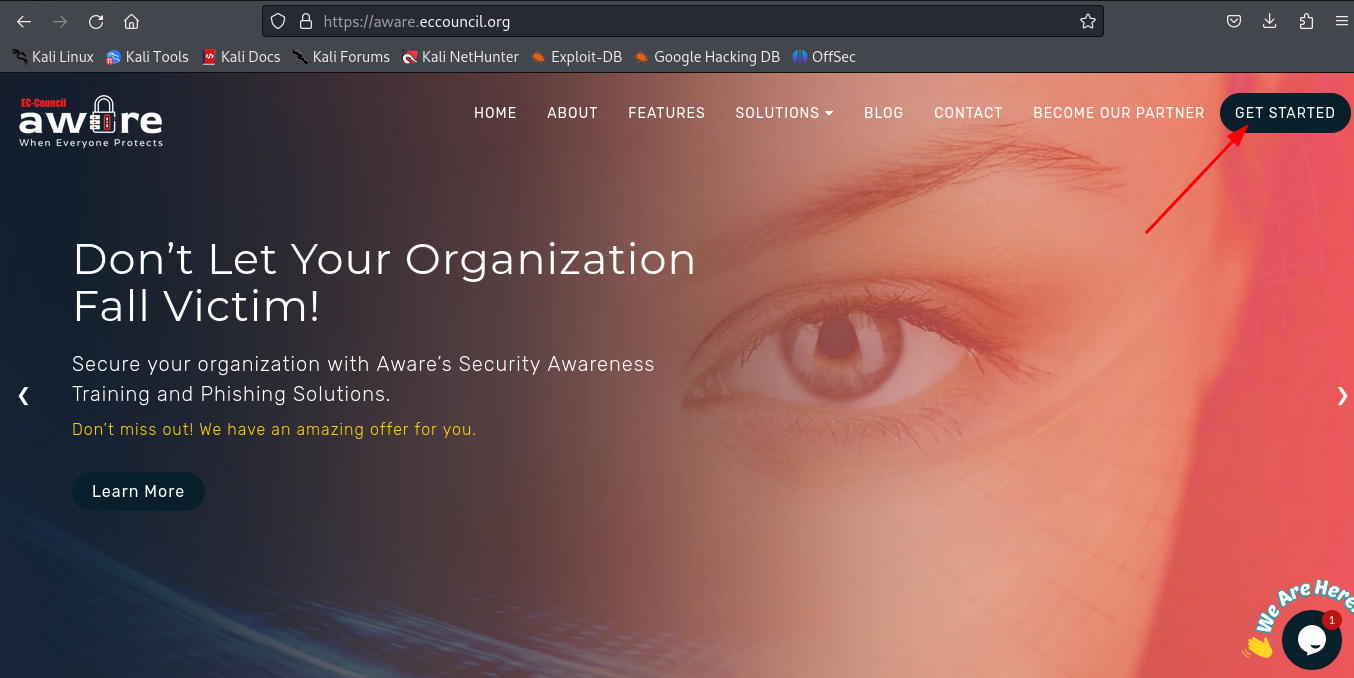 https://aware.eccouncil.org
Kali Linux Kali Tools Kali Docs Kali Forums Kali NetHunter Exploit-DB Google Hacking DB OffSec
EC-Council
aware
When Everyone Protects
HOME ABOUT FEATURES SOLUTIONS BLOG CONTACT BECOME OUR PARTNER GET STARTED
Don’t Let Your Organization
Fall Victim!
Secure your organization with Aware’s Security Awareness
Training and Phishing Solutions.
Don’t miss out! We have an amazing offer for you.
Learn More
We Are Here
1